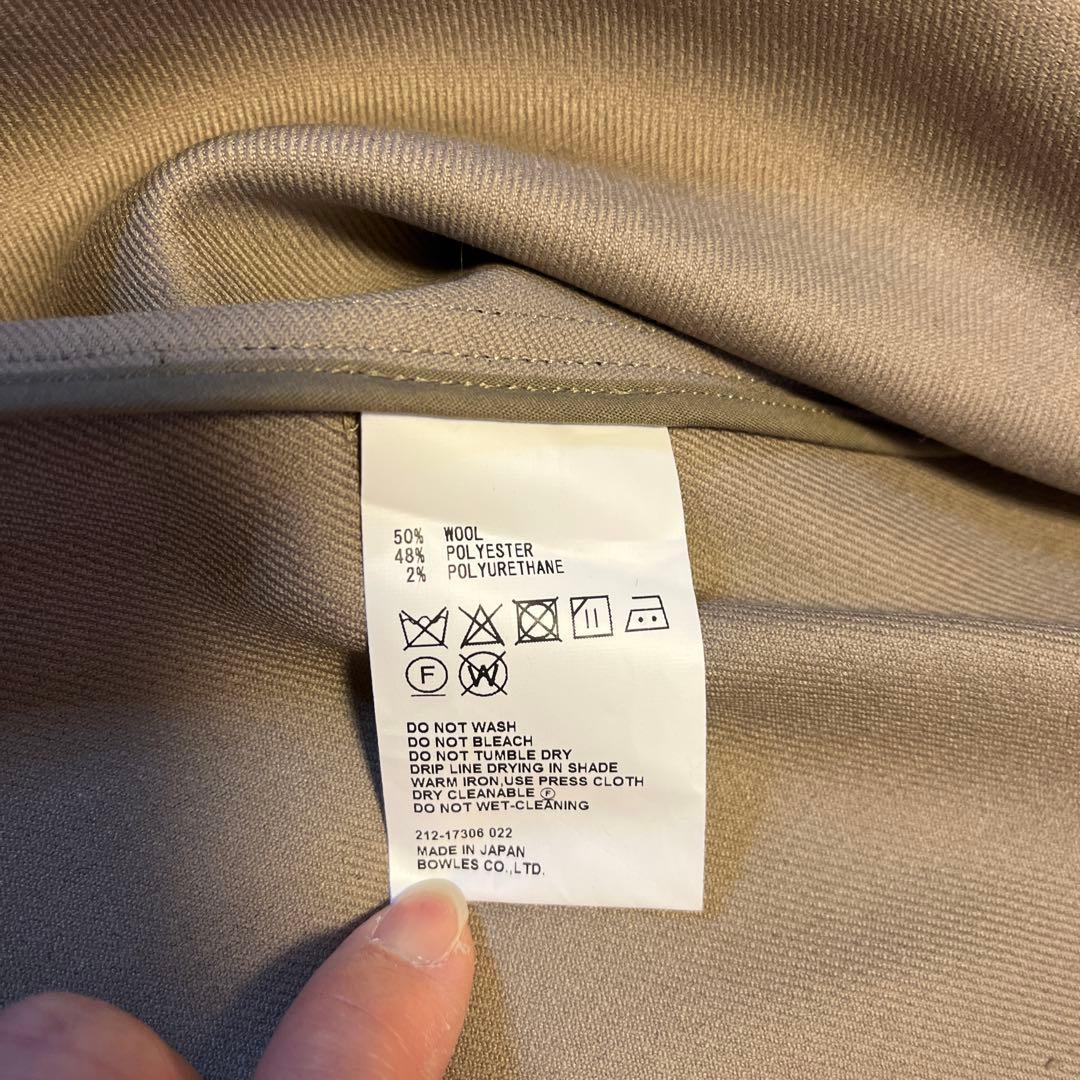 50% WOOL
48% POLYESTER
2% POLYURETHANE
F W
DO NOT WASH
DO NOT BLEACH
DO NOT TUMBLE DRY
DRIP LINE DRYING IN SHADE
WARM IRON,USE PRESS CLOTH
DRY CLEANABLE Ⓕ
DO NOT WET-CLEANING
212-17306 022
MADE IN JAPAN
BOWLES CO.,LTD.